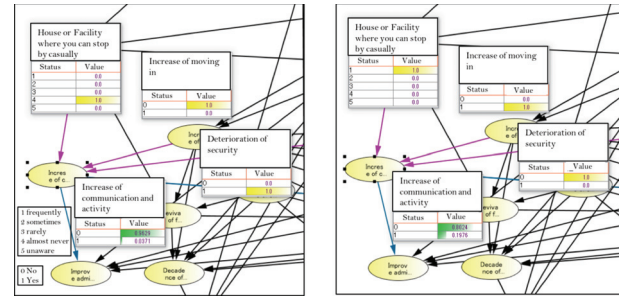 House or Facility
where you can stop
by casually
Status Value
1 0.0
2 0.0
3 0.0
4 1.0
5 0.0
Increase of moving
in
Status Value
0 1.0
1 0.0
Deterioration of
security
Status Value
0 0.0
1 1.0
Incres
e of c...
Increase of
communication and
activity
Status Value
0 0.9629
1 0.0371
1 frequently
2 sometimes
3 rarely
4 almost never
5 unaware
0 No
1 Yes
Improv
e admi...
Decade
nce of...
House or Facility
where you can stop
by casually
Status Value
1 1.0
2 0.0
3 0.0
4 0.0
5 0.0
Increase of moving
in
Status Value
0 0.0
1 1.0
Deterioration of
security
Status Value
0 1.0
1 0.0
Incres
e of c...
Increase of
communication and
activity
Status Value
0 0.8024
1 0.1976
Improv
e admi...
Decade
nce of...